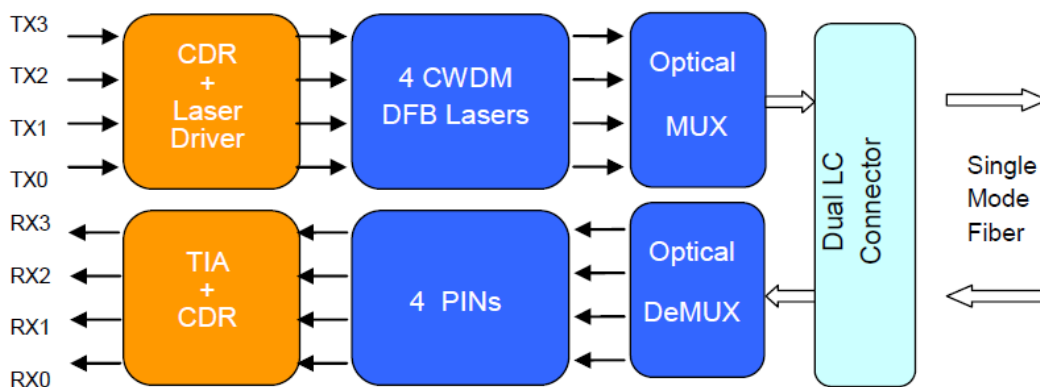 TX3
TX2
TX1
TX0
CDR
+
Laser
Driver
4 CWDM
DFB Lasers
Optical
MUX
RX3
RX2
RX1
RX0
TIA
+
CDR
4 PINs
Optical
DeMUX
Dual LC
Connector
Single
Mode
Fiber